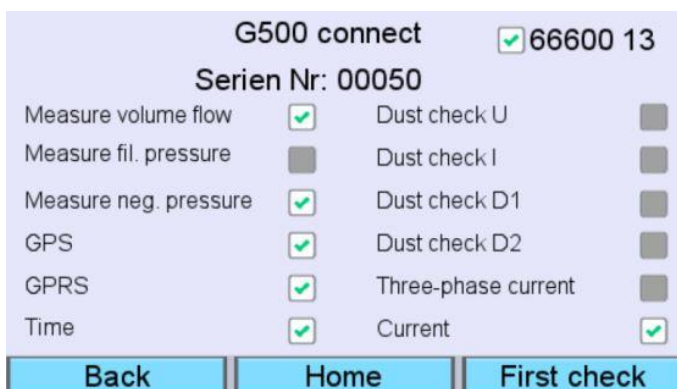 G500 connect
66600 13
Serien Nr: 00050
Measure volume flow
Dust check U
Measure fil. pressure
Dust check I
Measure neg. pressure
Dust check D1
GPS
Dust check D2
GPRS
Three-phase current
Time
Current
Back
Home
First check